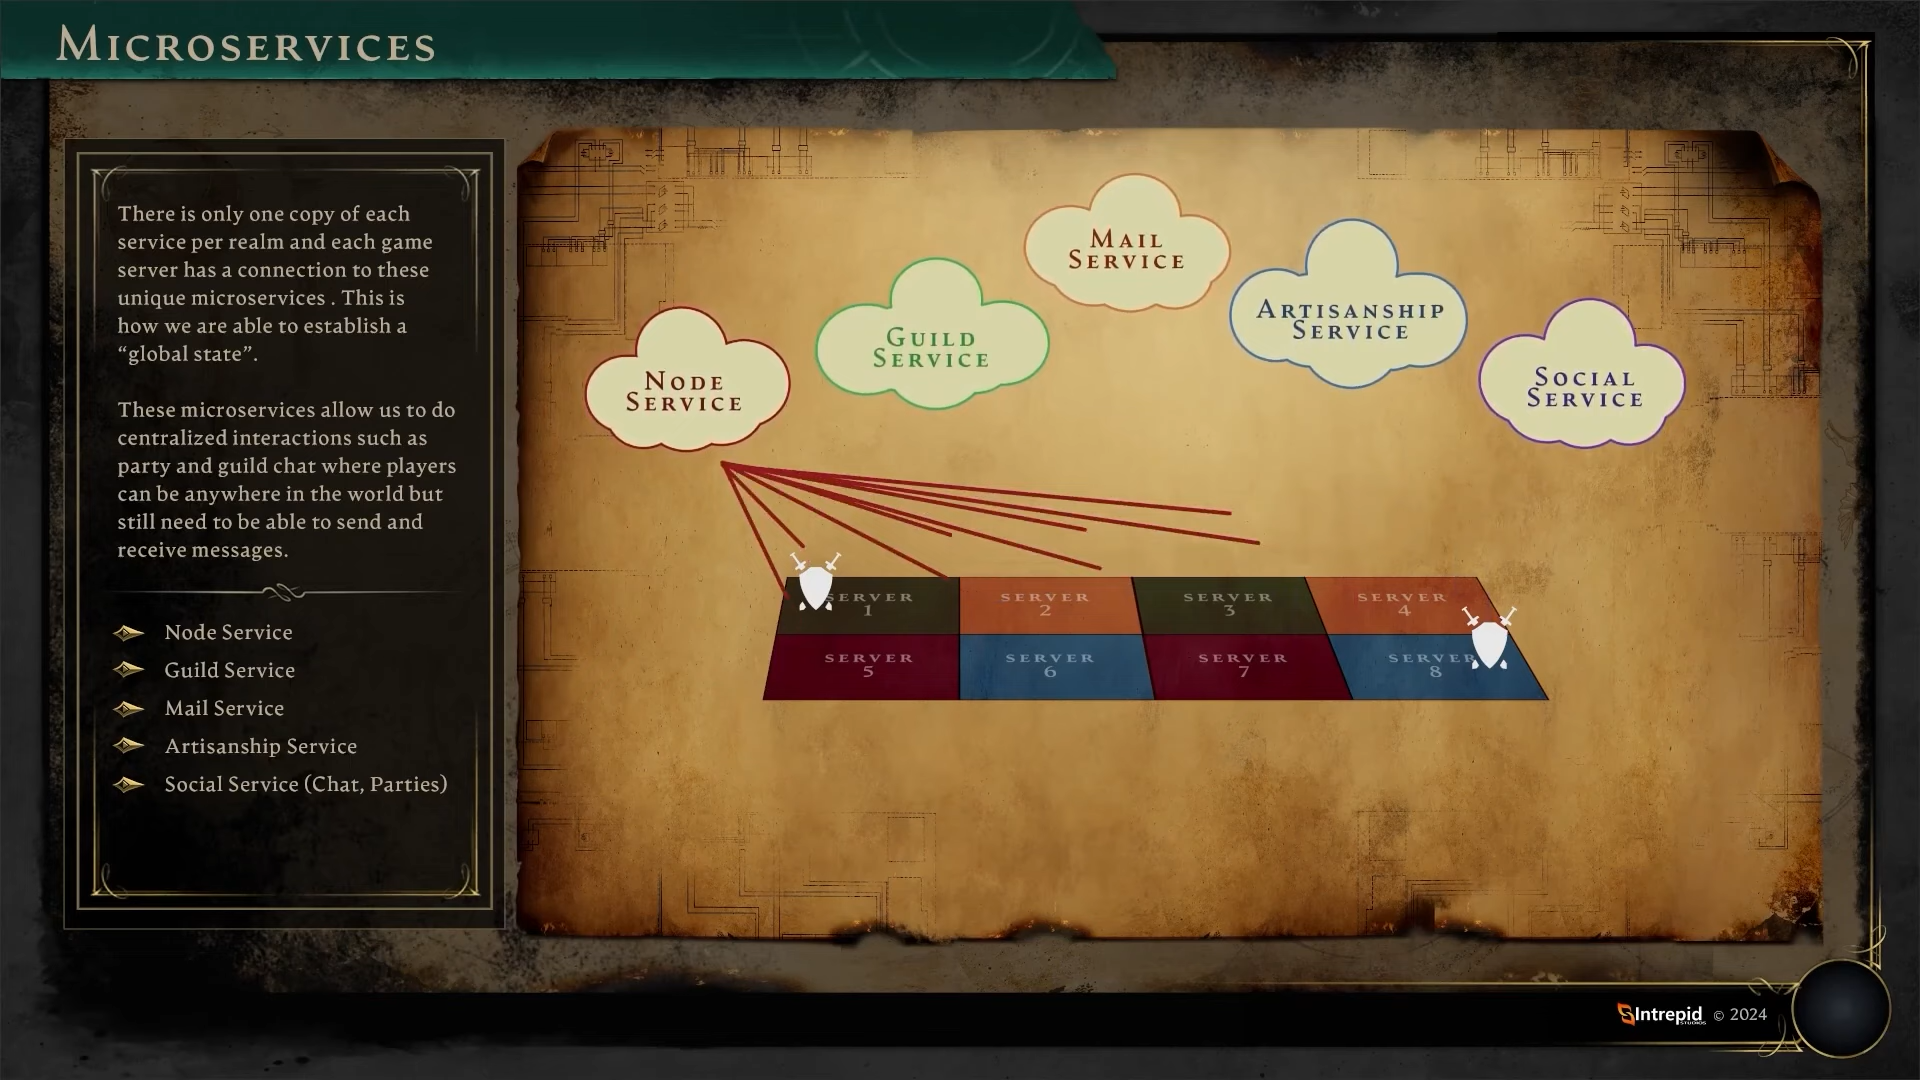 MICROSERVICES
There is only one copy of each
service per realm and each game
server has a connection to these
unique microservices . This is
how we are able to establish a
“global state”.
These microservices allow us to do
centralized interactions such as
party and guild chat where players
can be anywhere in the world but
still need to be able to send and
receive messages.
Node Service
Guild Service
Mail Service
Artisanship Service
Social Service (Chat, Parties)
NODE
SERVICE
GUILD
SERVICE
MAIL
SERVICE
ARTISANSHIP
SERVICE
SOCIAL
SERVICE
SERVER
1
SERVER
2
SERVER
3
SERVER
4
SERVER
5
SERVER
6
SERVER
7
SERVER
8
Intrepid
STUDIOS
© 2024